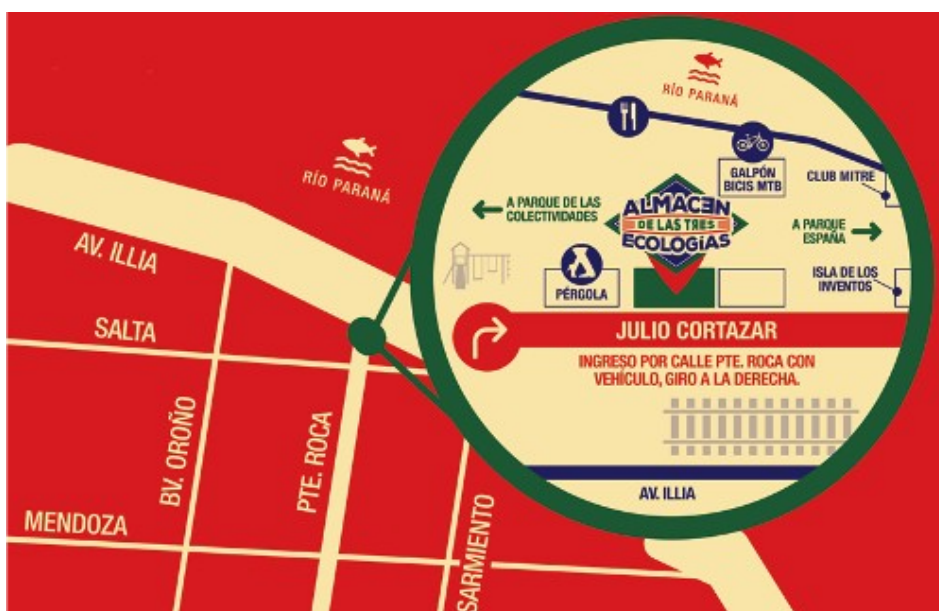 RÍO PARANÁ
AV. ILLIA
SALTA
BV. OROÑO
PTE. ROCA
MENDOZA
SARMIENTO
RÍO PARANÁ
GALPÓN
BICIS MTB
CLUB MITRE
A PARQUE DE LAS
COLECTIVIDADES
ALMACEN
DE LAS TRES
ECOLOGÍAS
A PARQUE
ESPAÑA
PÉRGOLA
ISLA DE LOS
INVENTOS
JULIO CORTAZAR
INGRESO POR CALLE PTE. ROCA CON
VEHÍCULO, GIRO A LA DERECHA.
AV. ILLIA